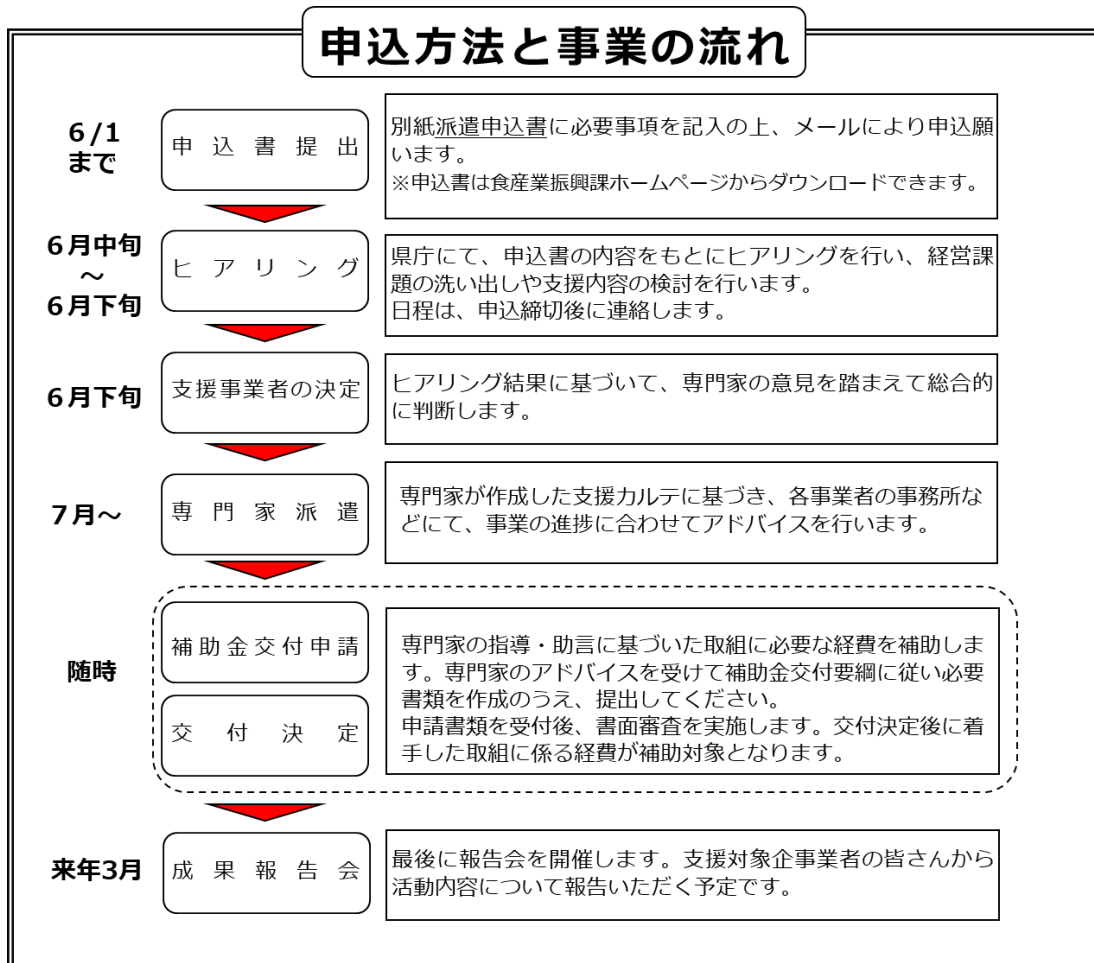 申込方法と事業の流れ
6/1
まで
申込書提出
別紙派遣申込書に必要事項を記入の上、メールにより申込願
います。
※申込書は食産業振興課ホームページからダウンロードできます。
6月中旬
～
6月下旬
ヒアリング
県庁にて、申込書の内容をもとにヒアリングを行い、経営課
題の洗い出しや支援内容の検討を行います。
日程は、申込締切後に連絡します。
6月下旬
支援事業者の決定
ヒアリング結果に基づいて、専門家の意見を踏まえて総合的
に判断します。
7月～
専門家派遣
専門家が作成した支援カルテに基づき、各事業者の事務所な
どにて、事業の進捗に合わせてアドバイスを行います。
随時
補助金交付申請
交付決定
専門家の指導・助言に基づいた取組に必要な経費を補助しま
す。専門家のアドバイスを受けて補助金交付要綱に従い必要
書類を作成のうえ、提出してください。
申請書類を受付後、書面審査を実施します。交付決定後に着
手した取組に係る経費が補助対象となります。
来年3月
成果報告会
最後に報告会を開催します。支援対象企事業者の皆さんから
活動内容について報告いただく予定です。